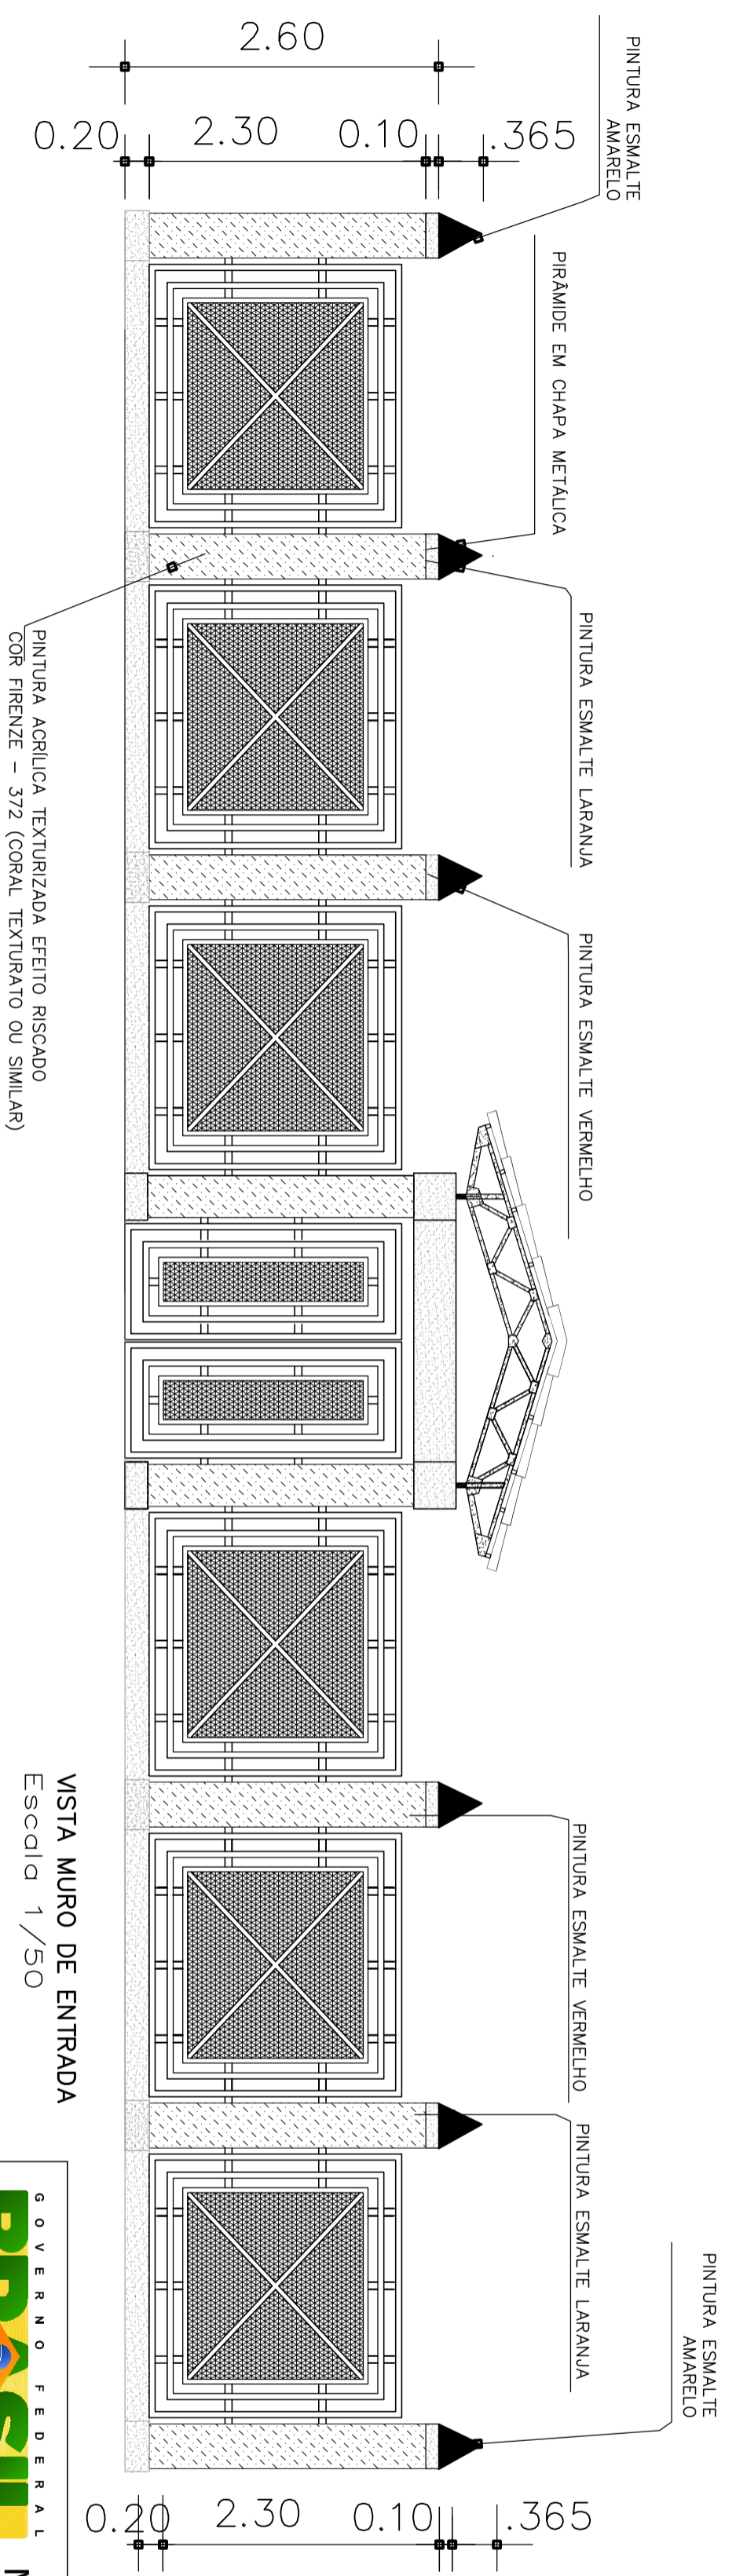 2.60
0.20
2.30
0.10
.365
PINTURA ESMALTE
AMARELO
PIRÂMIDE EM CHAPA METÁLICA
PINTURA ESMALTE LARANJA
PINTURA ESMALTE VERMELHO
PINTURA ACRÍLICA TEXTURIZADA EFEITO RISCADO
COR FIRENZE - 372 (CORAL TEXTURATO OU SIMILAR)
PINTURA ESMALTE VERMELHO
PINTURA ESMALTE LARANJA
PINTURA ESMALTE
AMARELO
0.20
2.30
0.10
.365
VISTA MURO DE ENTRADA
Escala 1/50
GOVERNO FEDERAL
BRASIL